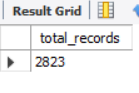 Result Grid
total_records
2823